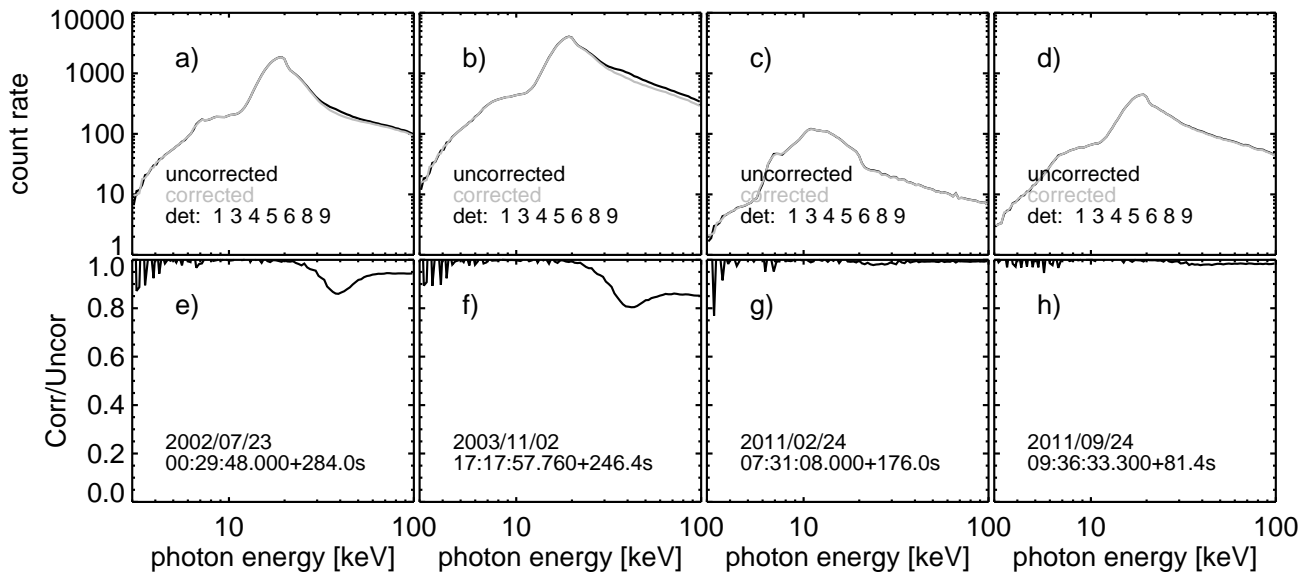 10000
1000
100
10
1
count rate
a)
uncorrected
corrected
det: 1 3 4 5 6 8 9
b)
uncorrected
corrected
det: 1 3 4 5 6 8 9
c)
uncorrected
corrected
det: 1 3 4 5 6 8 9
d)
uncorrected
corrected
det: 1 3 4 5 6 8 9
1.0
0.8
0.6
0.4
0.2
0.0
Corr/Uncor
e)
2002/07/23
00:29:48.000+284.0s
10
100
photon energy [keV]
f)
2003/11/02
17:17:57.760+246.4s
10
100
photon energy [keV]
g)
2011/02/24
07:31:08.000+176.0s
10
100
photon energy [keV]
h)
2011/09/24
09:36:33.300+81.4s
10
100
photon energy [keV]